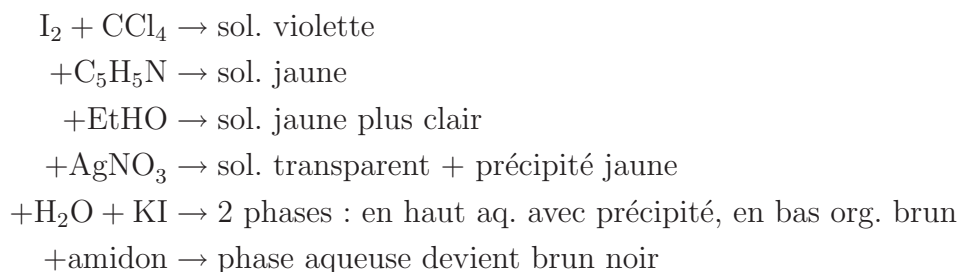 I₂ + CCl₄ → sol. violette
+C₅H₅N → sol. jaune
+EtHO → sol. jaune plus clair
+AgNO₃ → sol. transparent + précipité jaune
+H₂O + KI → 2 phases : en haut aq. avec précipité, en bas org. brun
+amidon → phase aqueuse devient brun noir